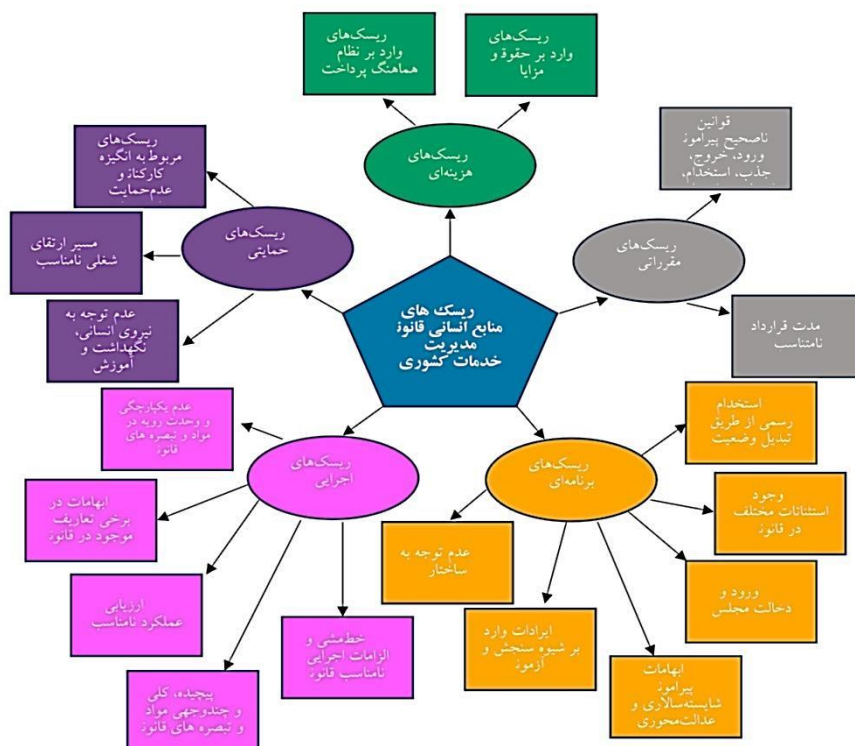 ریسک‌های
وارد بر نظام
هماهنگ پرداخت
ریسک‌های
وارد بر حقوق و
مزایا
ریسک‌های
هزینه‌ای
قوانین
ناصحیح پیرامون
ورود، خروج،
جذب، استخدام،
ریسک‌های
مقرراتی
مدت قرارداد
نامتناسب
ریسک‌های
مربوط به انگیزه
کارکنان و
عدم‌حمایت
ریسک‌های
حمایتی
مسیر ارتقای
شغلی نامناسب
عدم توجه به
نیروی انسانی،
نگهداشت و
آموزش
ریسک های
منابع انسانی قانون
مدیریت
خدمات کشوری
عدم یکپارچگی
و وحدت رویه در
مواد و تبصره های
قانون
ریسک‌های
اجرایی
ابهامات در
برخی تعاریف
موجود در قانون
ارزیابی
عملکرد نامناسب
پیچیده، کلی
و چندوجهی مواد
و تبصره های قانون
خط‌مشی و
الزامات اجرایی
نامناسب قانون
ریسک‌های
برنامه‌ای
استخدام
رسمی از طریق
تبدیل وضعیت
وجود
استثنائات مختلف
در قانون
ورود و
دخالت مجلس
ابهامات
پیرامون
شایسته‌سالاری و
عدالت‌محوری
ایرادات وارد
بر شیوه سنجش و
آزمون
عدم توجه به
ساختار